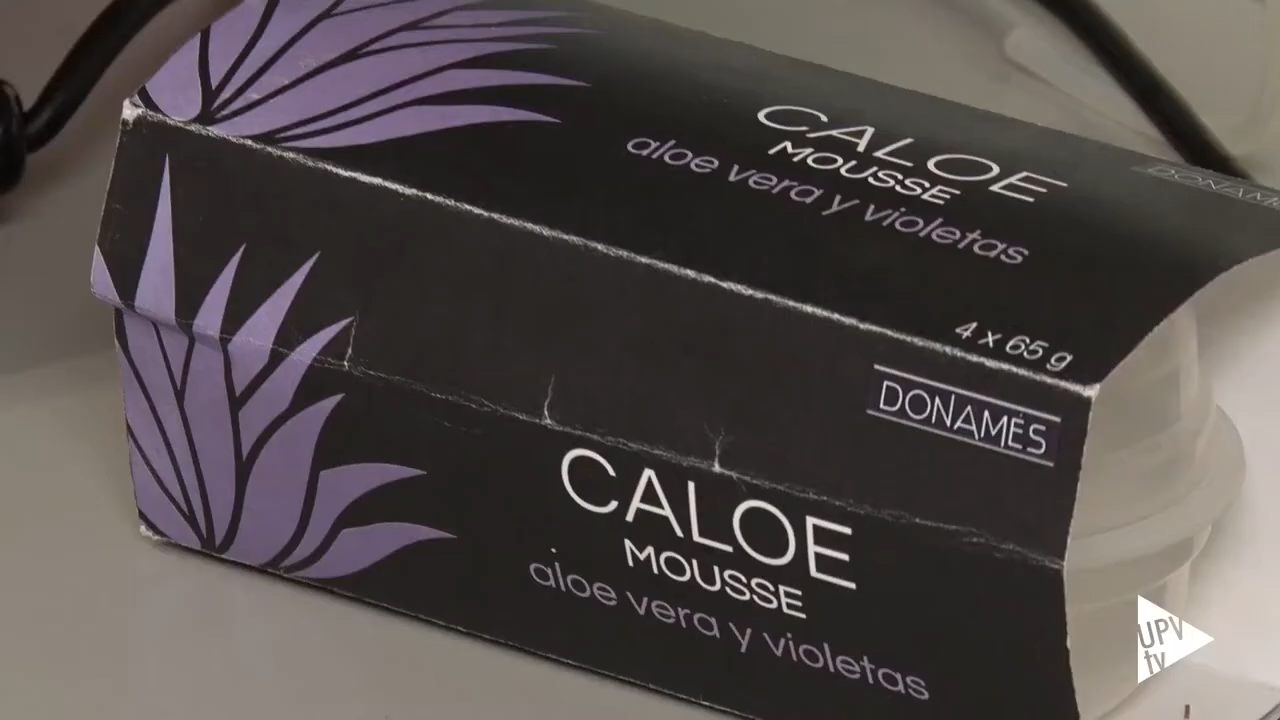 CALOE
MOUSSE
aloe vera y violetas
DONAMÉS
4 x 65 g
DONAMÉS
CALOE
MOUSSE
aloe vera y violetas
UPV
tv